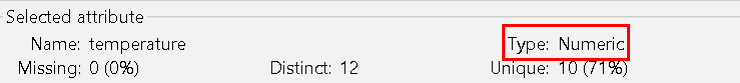 Selected attribute
Name: temperature Type: Numeric
Missing: 0 (0%) Distinct: 12 Unique: 10 (71%)